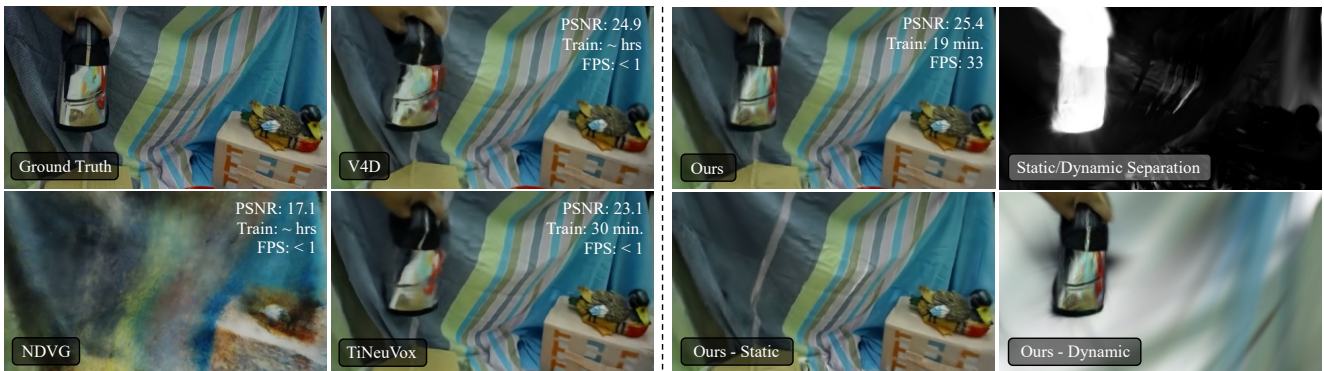 PSNR: 24.9
Train: ~ hrs
FPS: < 1
PSNR: 25.4
Train: 19 min.
FPS: 33
Ground Truth
V4D
Ours
Static/Dynamic Separation
PSNR: 17.1
Train: ~ hrs
FPS: < 1
PSNR: 23.1
Train: 30 min.
FPS: < 1
NDVG
TiNeuVox
Ours - Static
Ours - Dynamic